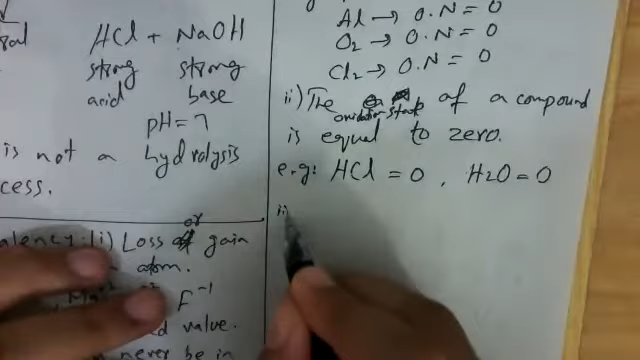 HCl + NaOH
strong strong
acid base
pH = 7
is not a hydrolysis
cess.
alency: (i) Loss or gain
atom.
F⁻¹
d value.
never be in
Al → O.N = 0
O2 → O.N = 0
Cl2 → O.N = 0
ii) The oxidation state of a compound
is equal to zero.
e.g: HCl = 0 , H2O = 0
ii